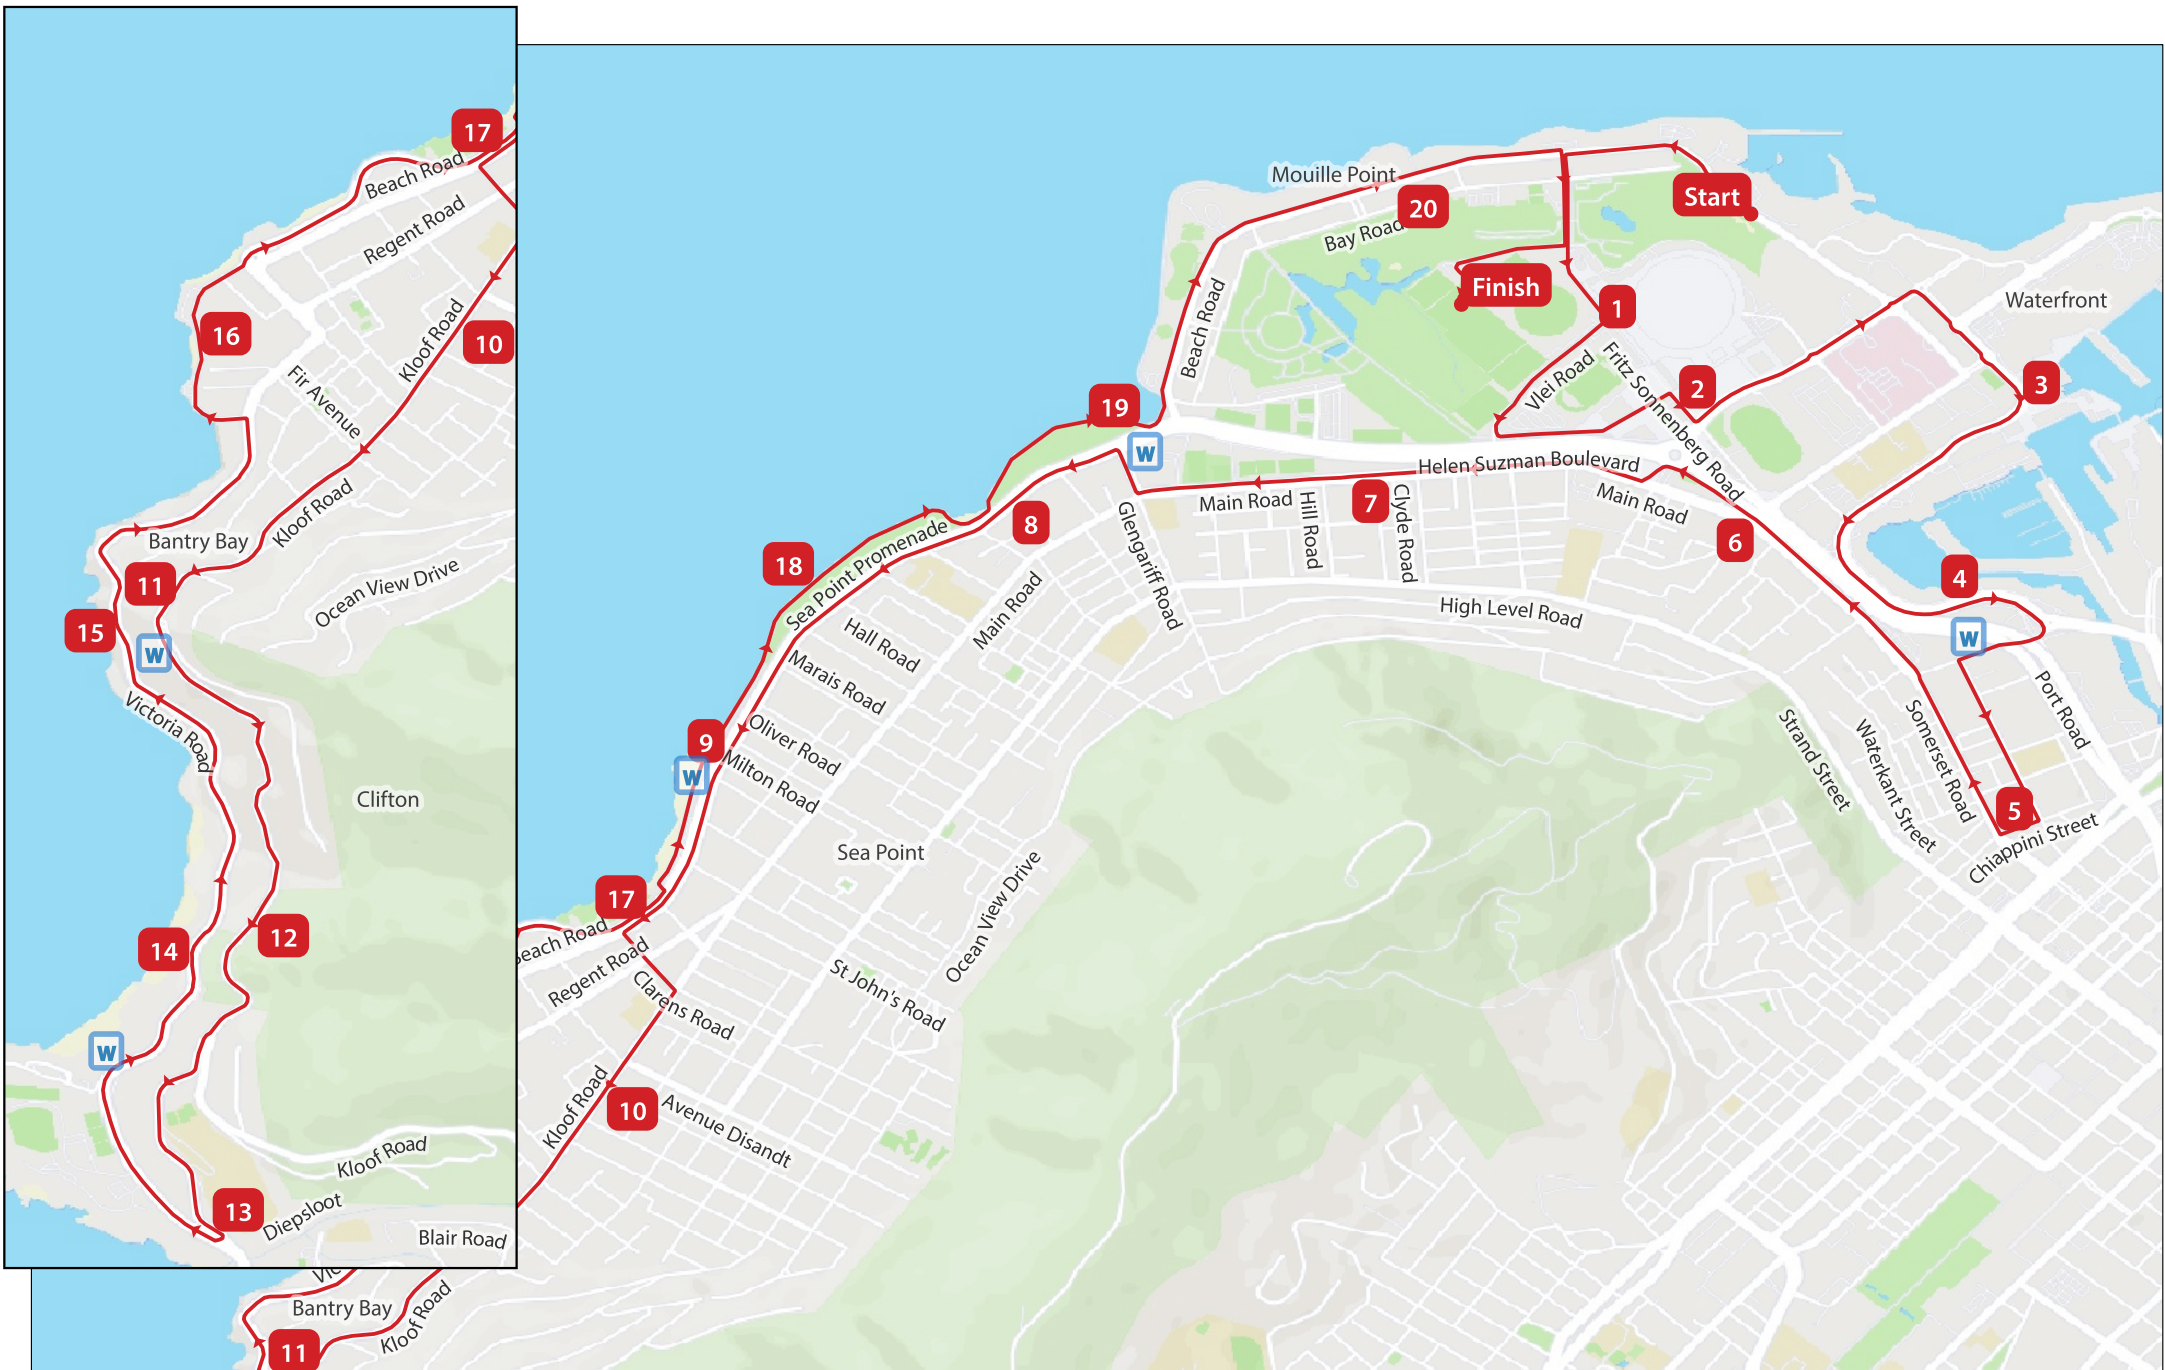 17
Beach Road
Regent Road
Kloof Road
10
16
Fir Avenue
Kloof Road
Bantry Bay
11
Ocean View Drive
15
W
Victoria Road
Clifton
12
14
W
Kloof Road
13
Diepsloot
Blair Road
Mouille Point
20
Start
Bay Road
Finish
1
Waterfront
Beach Road
Vlei Road
Fritz Sonnenberg Road
2
3
19
W
Helen Suzman Boulevard
Main Road
Hill Road
7
Clyde Road
Main Road
6
8
Glengariff Road
4
W
18
Sea Point Promenade
Main Road
High Level Road
Hall Road
Marais Road
Port Road
9
Oliver Road
W
Milton Road
Strand Street
Waterkant Street
Somerset Road
5
Chiappini Street
Sea Point
Ocean View Drive
17
Beach Road
Regent Road
Clarens Road
St John's Road
Kloof Road
10
Avenue Disandt
Vic
Bantry Bay
Kloof Road
11